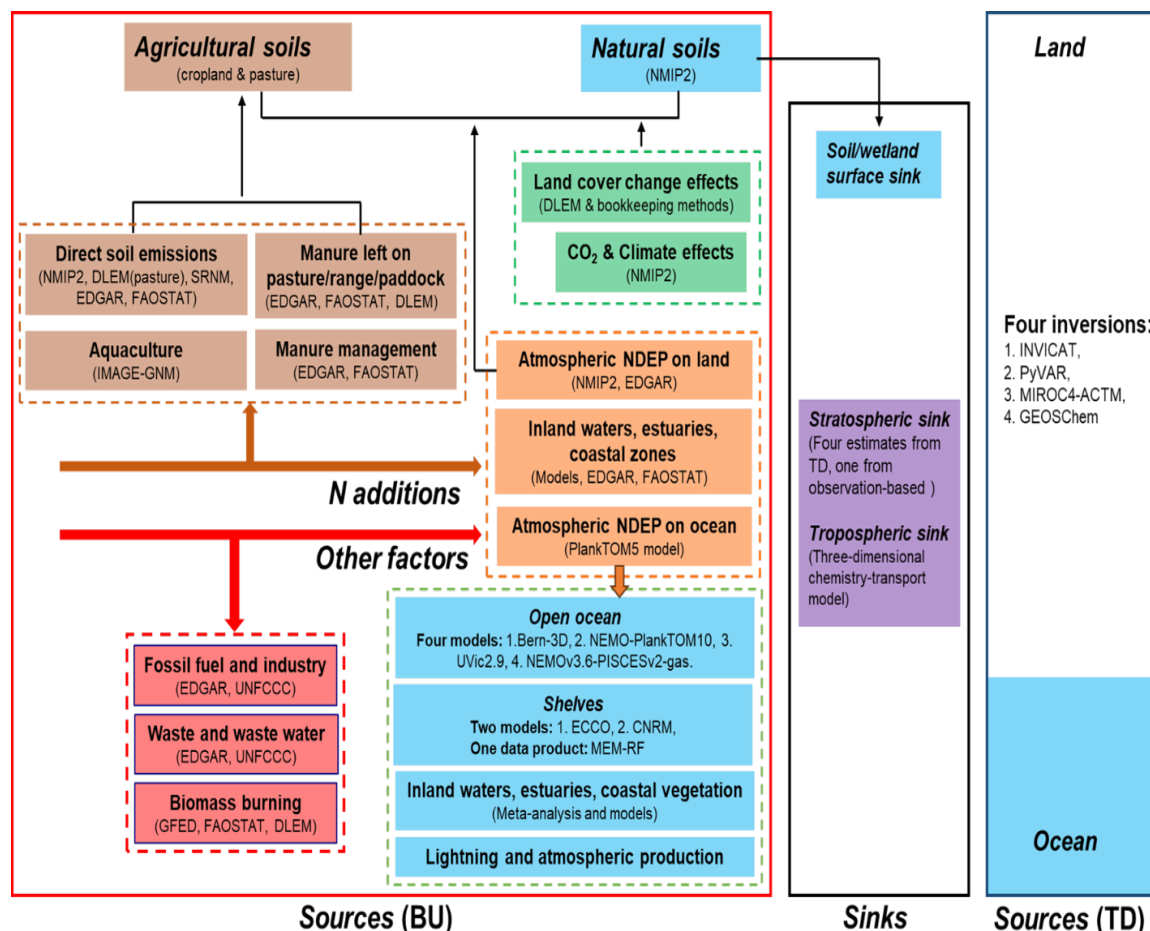 Agricultural soils
(cropland & pasture)
Natural soils
(NMIP2)
Land cover change effects
(DLEM & bookkeeping methods)
CO₂ & Climate effects
(NMIP2)
Direct soil emissions
(NMIP2, DLEM(pasture), SRNM,
EDGAR, FAOSTAT)
Manure left on
pasture/range/paddock
(EDGAR, FAOSTAT, DLEM)
Aquaculture
(IMAGE-GNM)
Manure management
(EDGAR, FAOSTAT)
Atmospheric NDEP on land
(NMIP2, EDGAR)
Inland waters, estuaries,
coastal zones
(Models, EDGAR, FAOSTAT)
Atmospheric NDEP on ocean
(PlankTOM5 model)
N additions
Other factors
Fossil fuel and industry
(EDGAR, UNFCCC)
Waste and waste water
(EDGAR, UNFCCC)
Biomass burning
(GFED, FAOSTAT, DLEM)
Open ocean
Four models: 1.Bern-3D, 2. NEMO-PlankTOM10, 3.
UVic2.9, 4. NEMOv3.6-PISCESv2-gas.
Shelves
Two models: 1. ECCO, 2. CNRM,
One data product: MEM-RF
Inland waters, estuaries, coastal vegetation
(Meta-analysis and models)
Lightning and atmospheric production
Sources (BU)
Soil/wetland
surface sink
Stratospheric sink
(Four estimates from
TD, one from
observation-based )
Tropospheric sink
(Three-dimensional
chemistry-transport
model)
Sinks
Land
Four inversions:
1. INVICAT,
2. PyVAR,
3. MIROC4-ACTM,
4. GEOSChem
Ocean
Sources (TD)